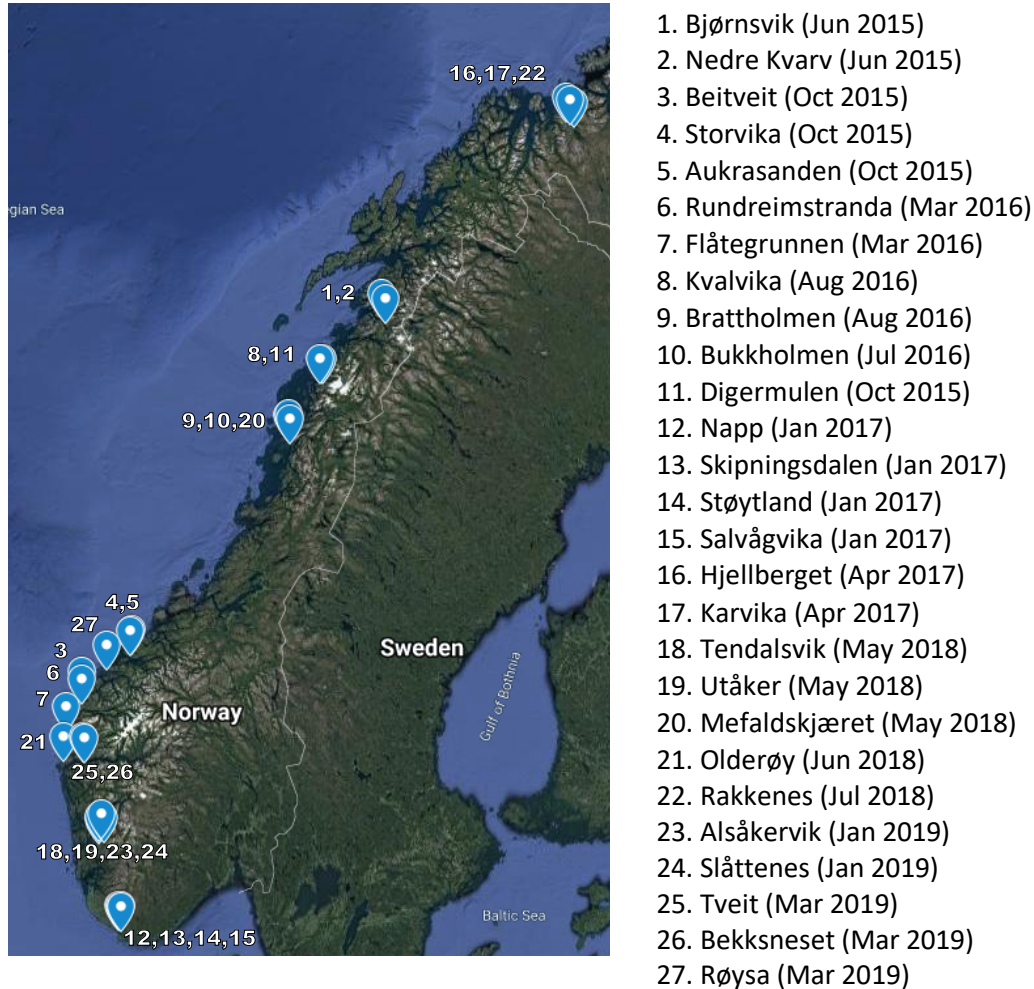 16,17,22
gian Sea
1,2
8,11
9,10,20
4,5
27
3
6
7
21
25,26
18,19,23,24
12,13,14,15
Norway
Sweden
Gulf of Bothnia
Baltic Sea
1. Bjørnsvik (Jun 2015)
2. Nedre Kvarv (Jun 2015)
3. Beitveit (Oct 2015)
4. Storvika (Oct 2015)
5. Aukrasanden (Oct 2015)
6. Rundreimstranda (Mar 2016)
7. Flåtegrunnen (Mar 2016)
8. Kvalvika (Aug 2016)
9. Brattholmen (Aug 2016)
10. Bukkholmen (Jul 2016)
11. Digermulen (Oct 2015)
12. Napp (Jan 2017)
13. Skipningsdalen (Jan 2017)
14. Støytland (Jan 2017)
15. Salvågvika (Jan 2017)
16. Hjellberget (Apr 2017)
17. Karvika (Apr 2017)
18. Tendalsvik (May 2018)
19. Utåker (May 2018)
20. Mefaldskjæret (May 2018)
21. Olderøy (Jun 2018)
22. Rakkenes (Jul 2018)
23. Alsåkervik (Jan 2019)
24. Slåttenes (Jan 2019)
25. Tveit (Mar 2019)
26. Bekksneset (Mar 2019)
27. Røysa (Mar 2019)